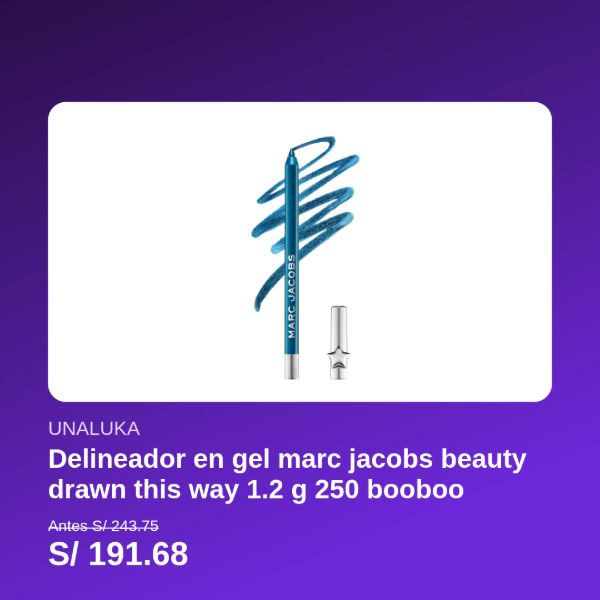 MARC JACOBS
UNALUKA
Delineador en gel marc jacobs beauty
drawn this way 1.2 g 250 booboo
Antes S/ 243.75
S/ 191.68